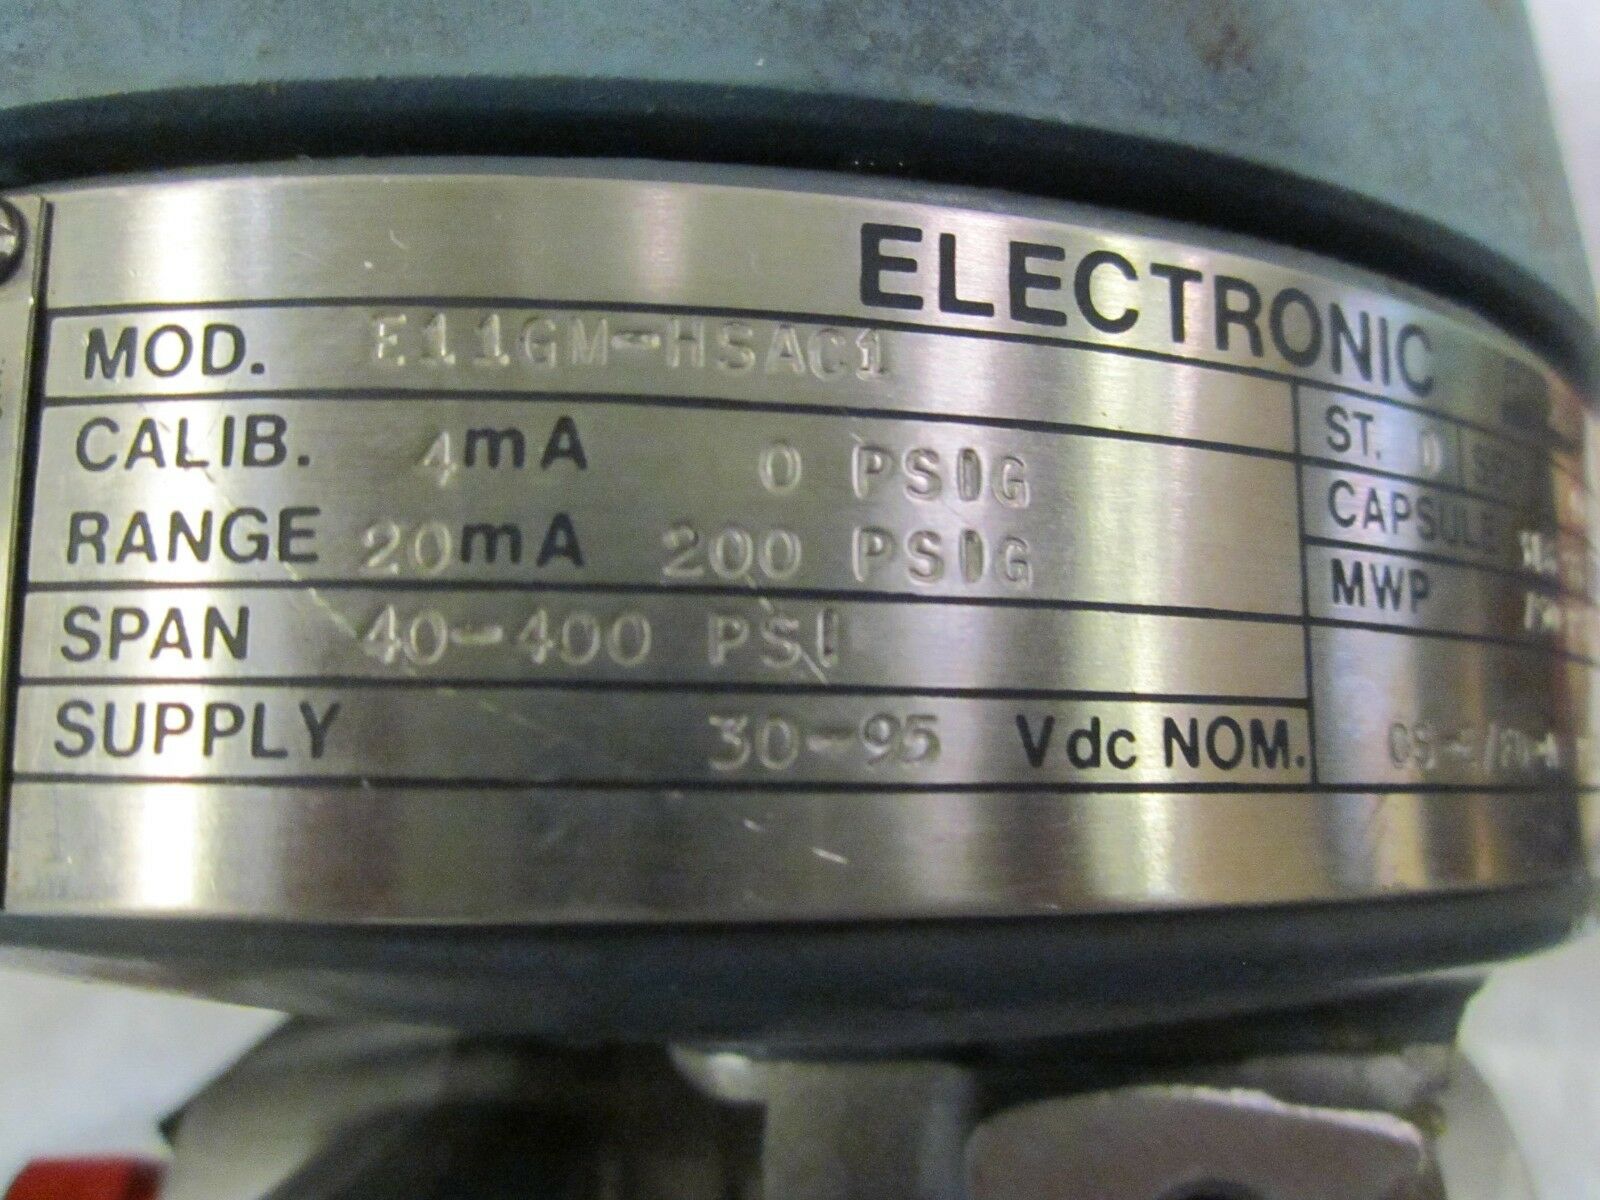 ELECTRONIC
MOD. E11GM-HSAC1
CALIB. 4mA 0 PSIG
RANGE 20mA 200 PSIG
SPAN 40-400 PSI
SUPPLY 30-95 Vdc NOM.
ST.
CAPSULE
MWP